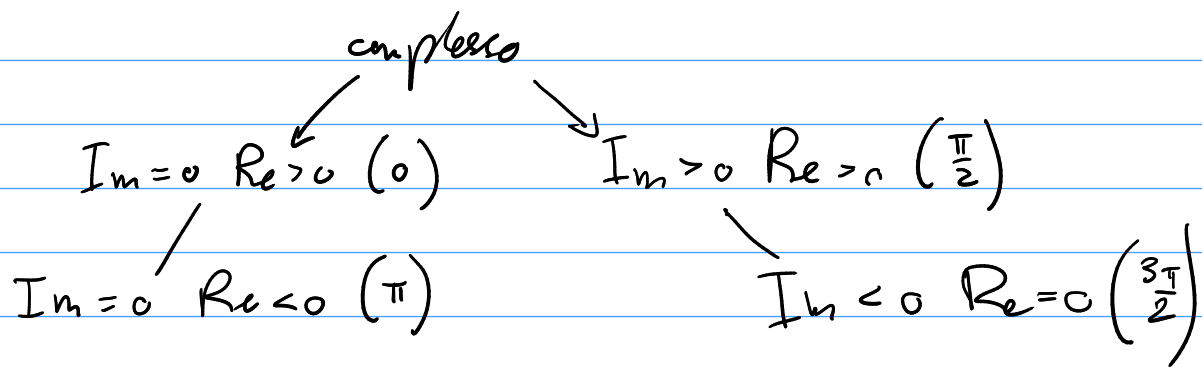 complesso
Im = 0 Re > 0 (0) Im > 0 Re > 0 (π/2)
Im = 0 Re < 0 (π) Im < 0 Re = 0 (3π/2)